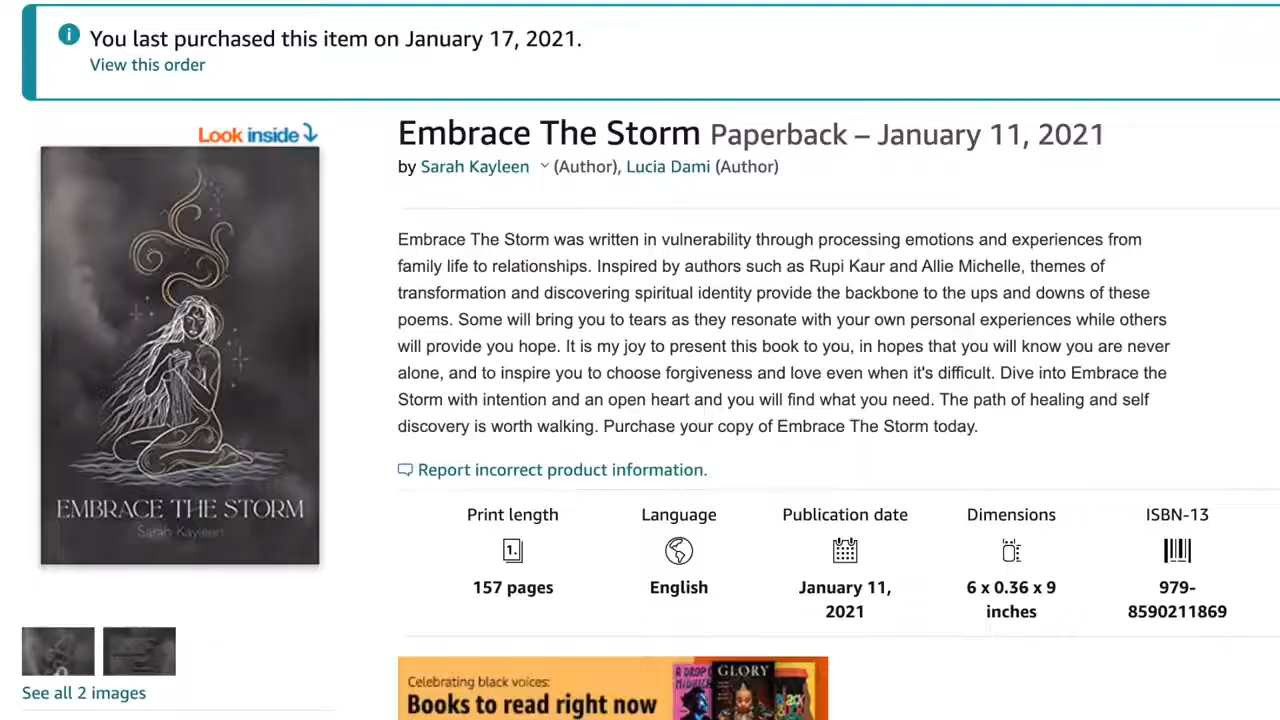 You last purchased this item on January 17, 2021.
View this order
Look inside
Embrace The Storm Paperback – January 11, 2021
by Sarah Kayleen (Author), Lucia Dami (Author)
Embrace The Storm was written in vulnerability through processing emotions and experiences from
family life to relationships. Inspired by authors such as Rupi Kaur and Allie Michelle, themes of
transformation and discovering spiritual identity provide the backbone to the ups and downs of these
poems. Some will bring you to tears as they resonate with your own personal experiences while others
will provide you hope. It is my joy to present this book to you, in hopes that you will know you are never
alone, and to inspire you to choose forgiveness and love even when it's difficult. Dive into Embrace the
Storm with intention and an open heart and you will find what you need. The path of healing and self
discovery is worth walking. Purchase your copy of Embrace The Storm today.
Report incorrect product information.
EMBRACE THE STORM
Sarah Kayleen
Print length
1.
157 pages
Language
English
Publication date
January 11,
2021
Dimensions
6 x 0.36 x 9
inches
ISBN-13
979-
8590211869
See all 2 images
Celebrating black voices:
Books to read right now
A DROP OF
MIDNIGHT
GLORY
BLACK